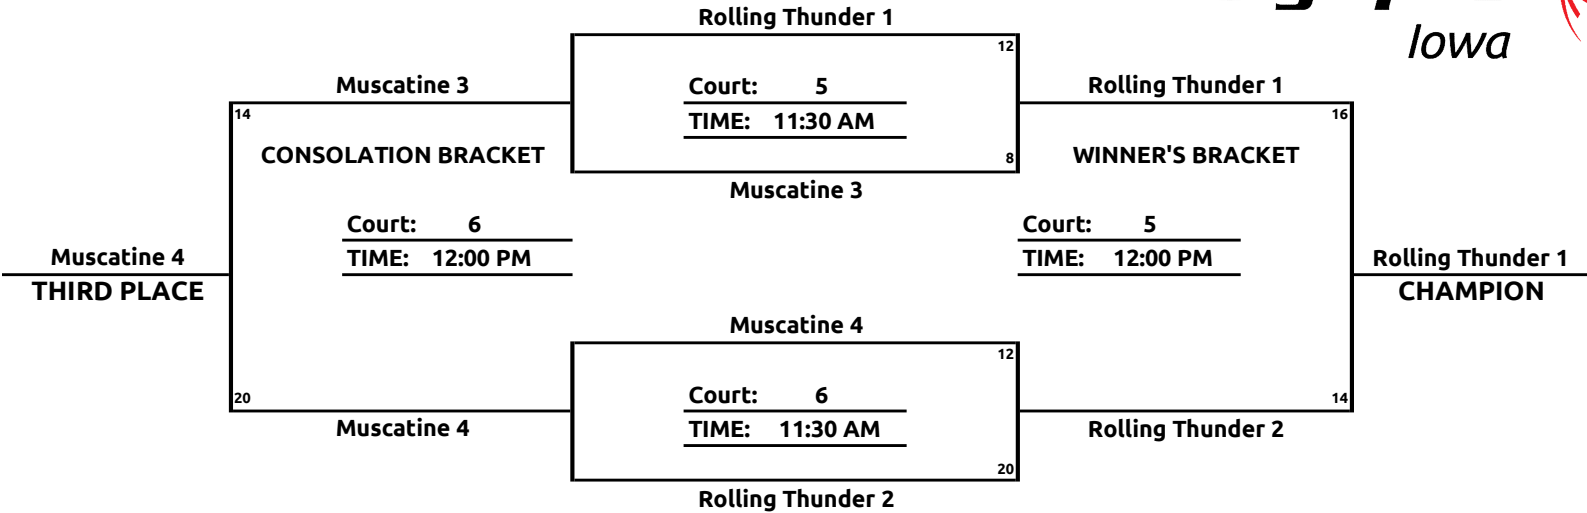 Rolling Thunder 1
12
Iowa
Muscatine 3
Court: 5
Rolling Thunder 1
14
TIME: 11:30 AM
16
CONSOLATION BRACKET
8
WINNER'S BRACKET
Muscatine 3
Court: 6
Court: 5
Muscatine 4
TIME: 12:00 PM
TIME: 12:00 PM
Rolling Thunder 1
THIRD PLACE
CHAMPION
Muscatine 4
12
20
Court: 6
14
Muscatine 4
TIME: 11:30 AM
Rolling Thunder 2
20
Rolling Thunder 2